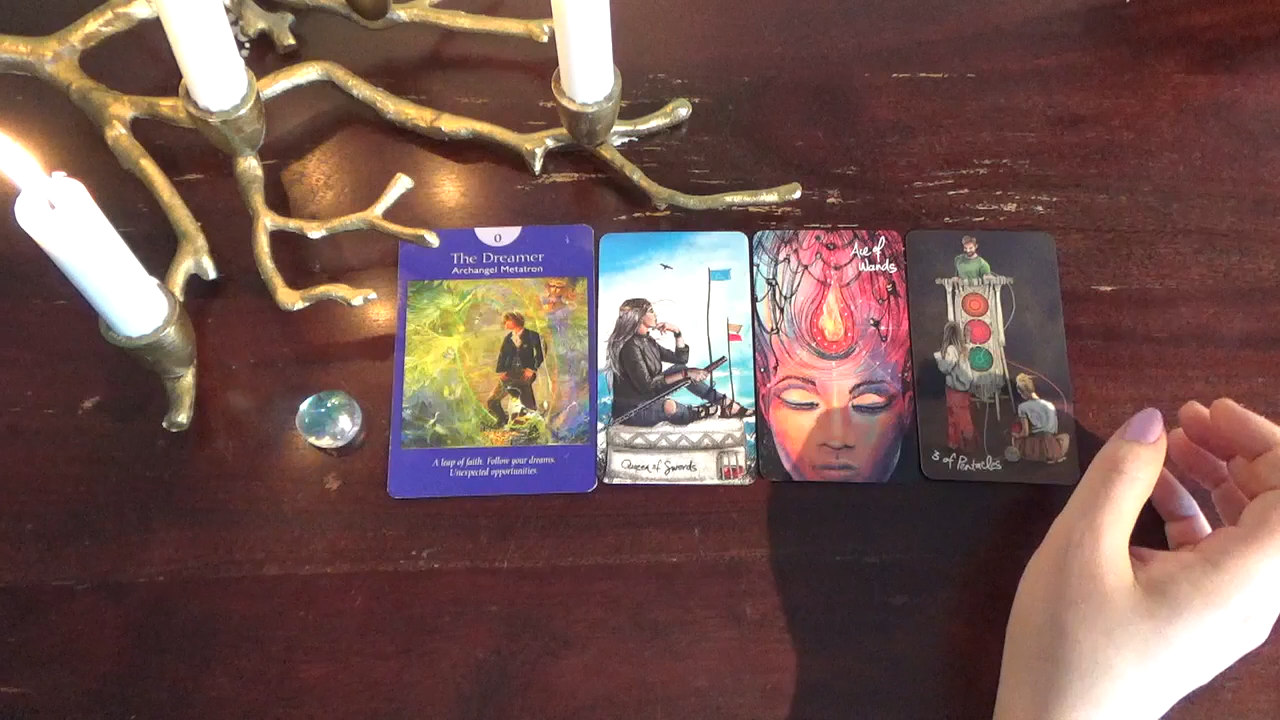 0
The Dreamer
Archangel Metatron
A leap of faith. Follow your dreams.
Unexpected opportunities.
Queen of Swords
Ace of
Wands
3 of Pentacles